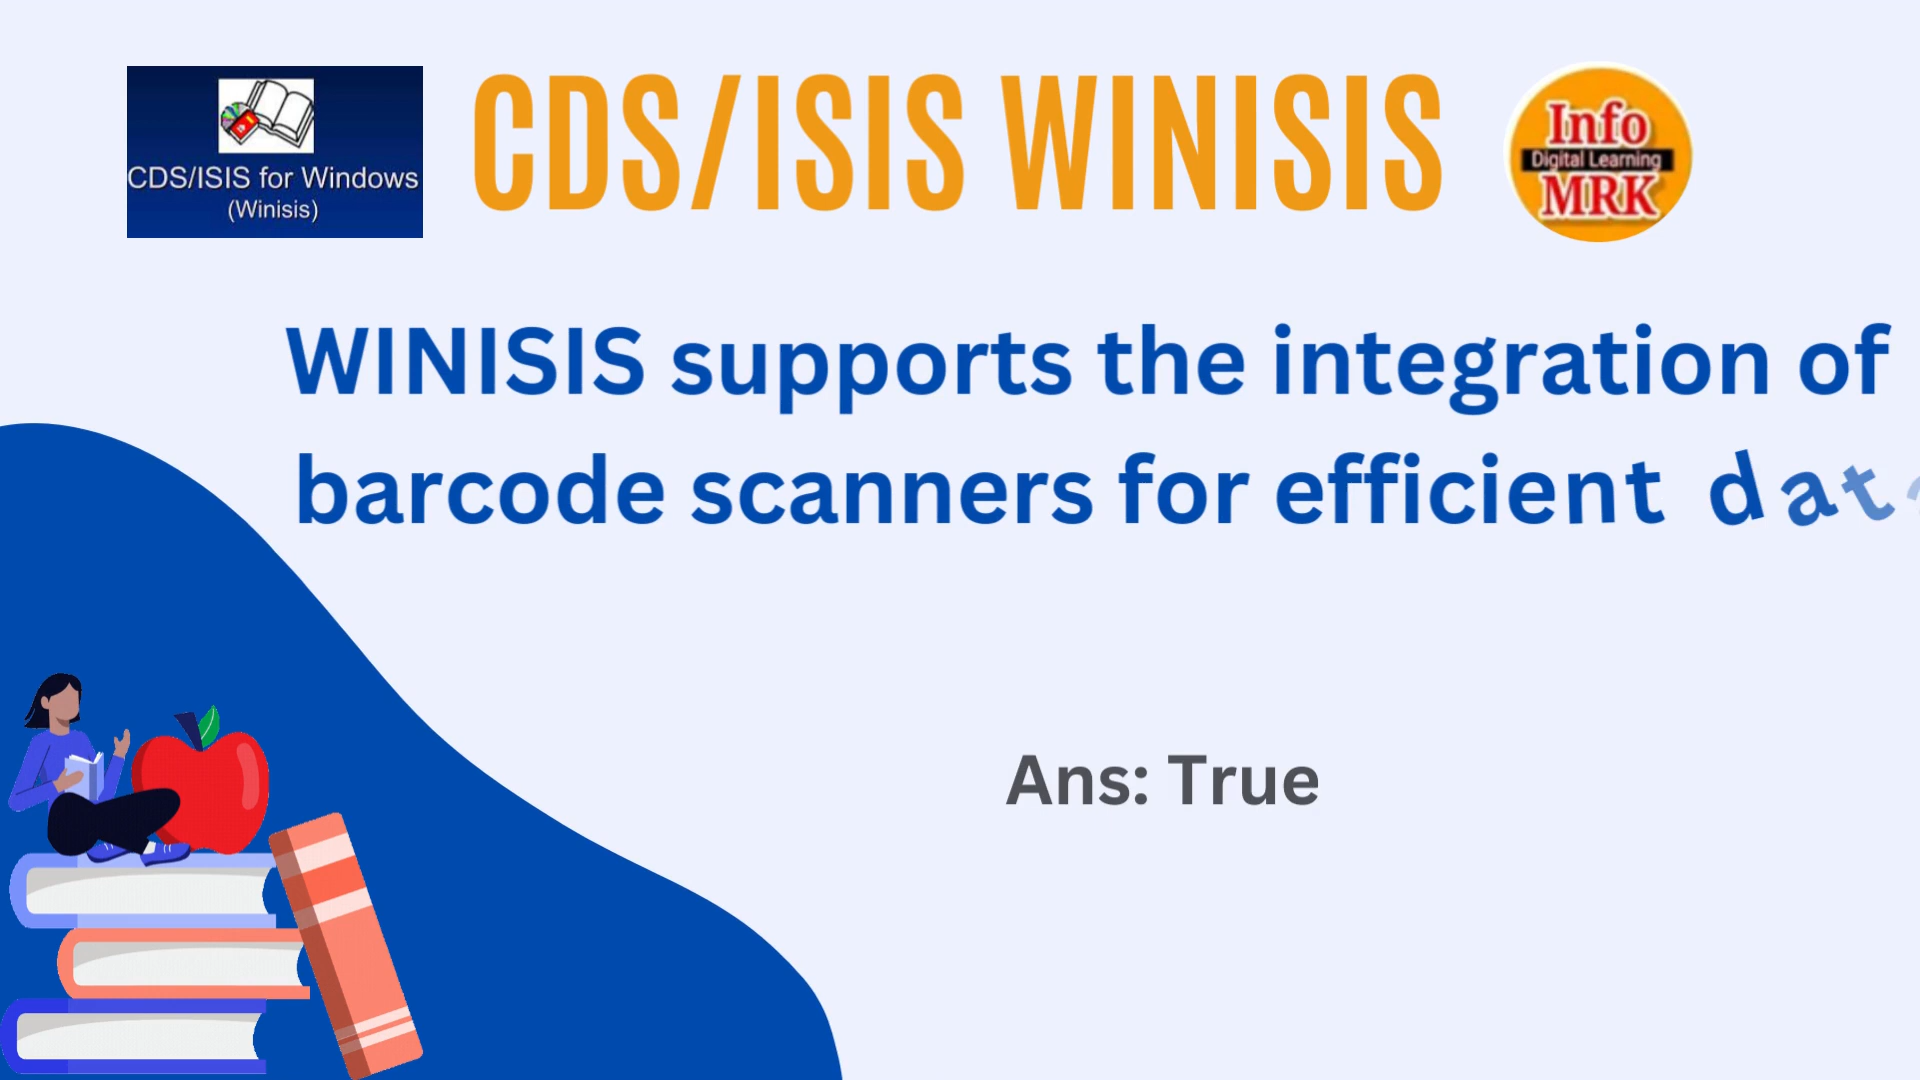 CDS/ISIS for Windows
(Winisis)
CDS/ISIS WINISIS
Info
Digital Learning
MRK
WINISIS supports the integration of
barcode scanners for efficient data
Ans: True